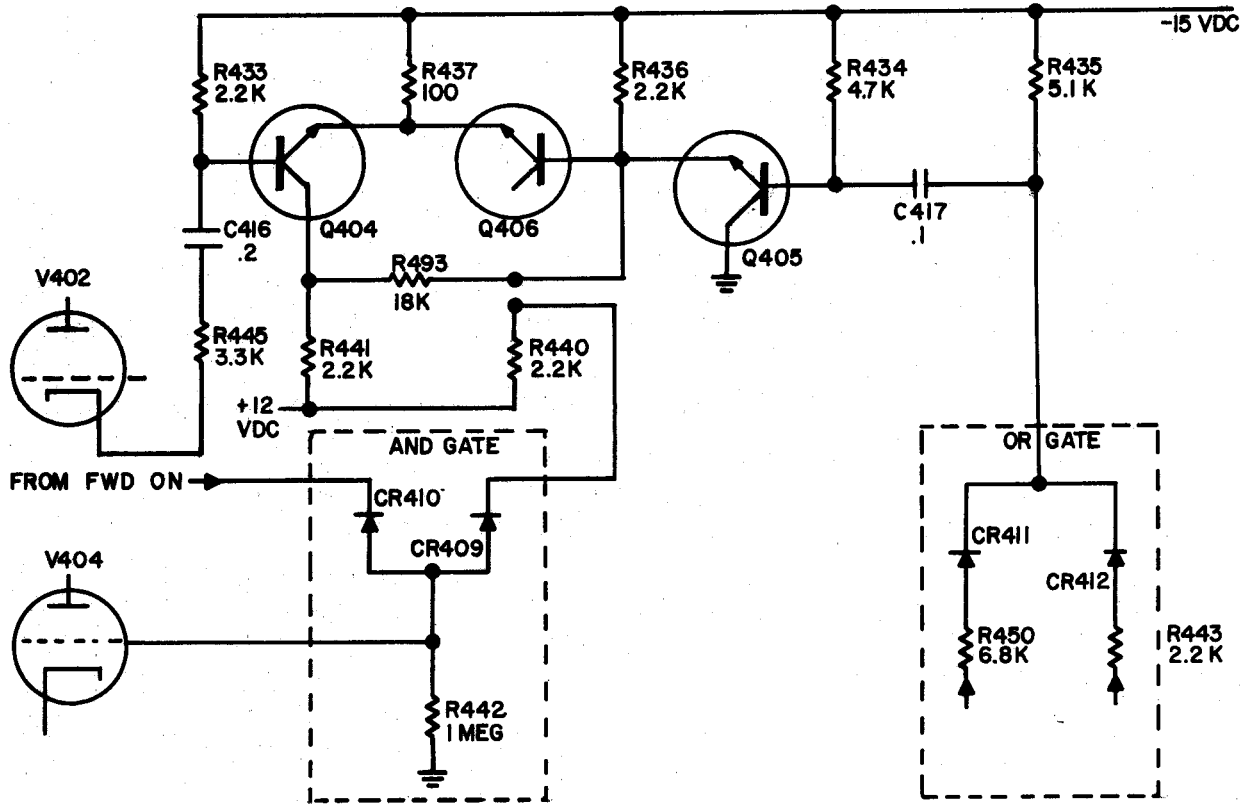 -15 VDC
R433
2.2K
R437
100
R436
2.2K
R434
4.7K
R435
5.1K
Q404
Q406
Q405
C417
.1
C416
.2
R493
18K
V402
R445
3.3K
R441
2.2K
R440
2.2K
+12
VDC
AND GATE
OR GATE
FROM FWD ON
CR410
CR409
CR411
CR412
V404
R450
6.8K
R443
2.2K
R442
1 MEG